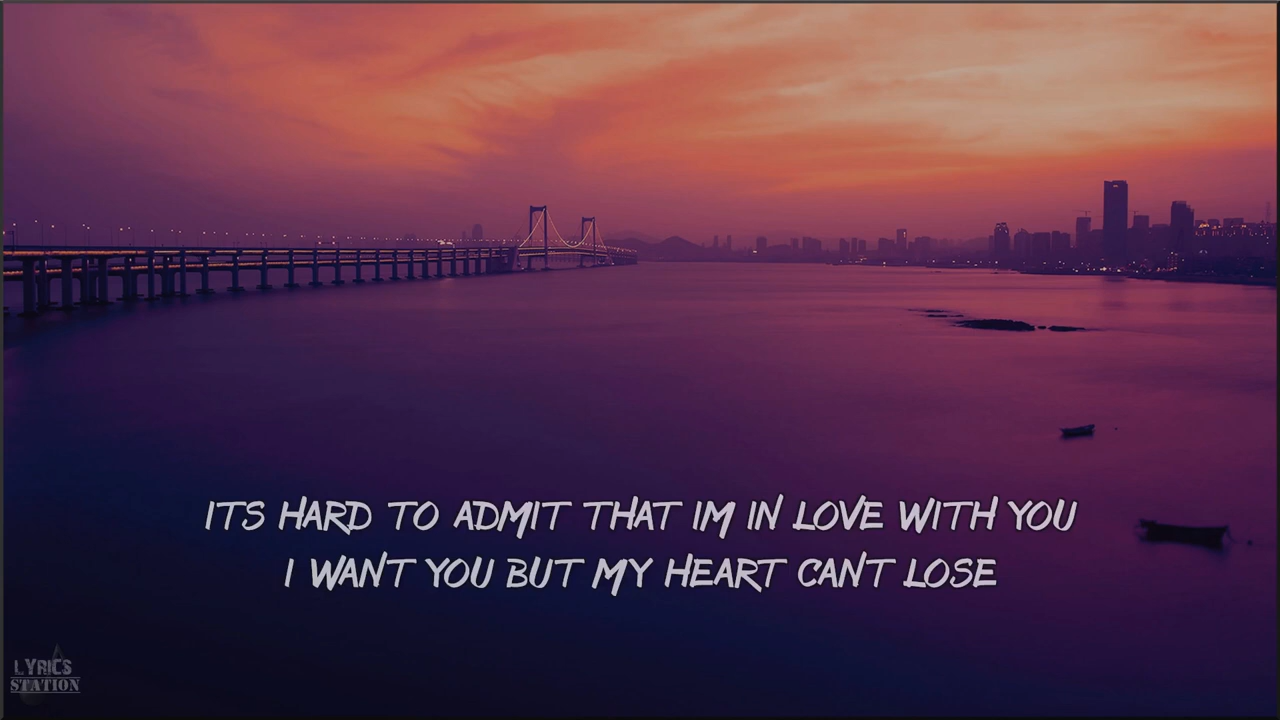 ITS HARD TO ADMIT THAT IM IN LOVE WITH YOU
I WANT YOU BUT MY HEART CANT LOSE
LYRICS
STATION